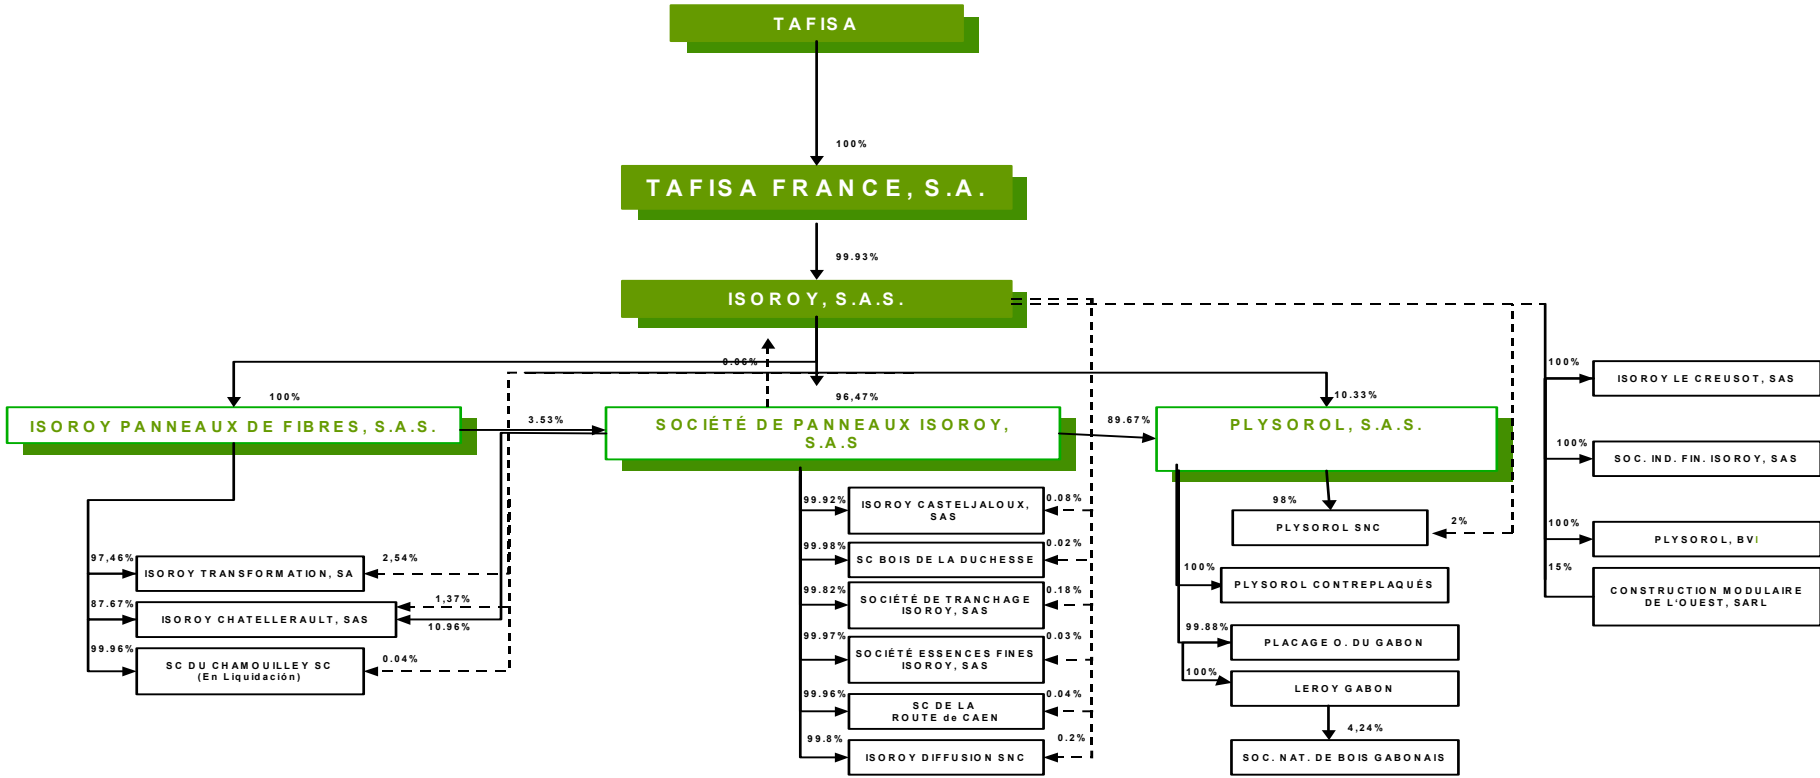 TAFISA
100%
TAFISA FRANCE, S.A.
99.93%
ISOROY, S.A.S.
0.06%
100%
96,47%
10.33%
ISOROY PANNEAUX DE FIBRES, S.A.S.
3.53%
SOCIÉTÉ DE PANNEAUX ISOROY,
S.A.S
89.67%
PLYSOROL, S.A.S.
97,46%
ISOROY TRANSFORMATION, SA
2,54%
87.67%
ISOROY CHATELLERAULT, SAS
1,37%
10.96%
99.96%
SC DU CHAMOUILLEY SC
(En Liquidación)
0.04%
99.92%
ISOROY CASTELJALOUX,
SAS
0.08%
99.98%
SC BOIS DE LA DUCHESSE
0.02%
99.82%
SOCIÉTÉ DE TRANCHAGE
ISOROY, SAS
0.18%
99.97%
SOCIÉTÉ ESSENCES FINES
ISOROY, SAS
0.03%
99.96%
SC DE LA
ROUTE de CAEN
0.04%
99.8%
ISOROY DIFFUSION SNC
0.2%
98%
PLYSOROL SNC
2%
100%
PLYSOROL CONTREPLAQUÉS
99.88%
PLACAGE O. DU GABON
100%
LEROY GABON
4,24%
SOC. NAT. DE BOIS GABONAIS
100%
ISOROY LE CREUSOT, SAS
100%
SOC. IND. FIN. ISOROY, SAS
100%
PLYSOROL, BVI
15%
CONSTRUCTION MODULAIRE
DE L'OUEST, SARL